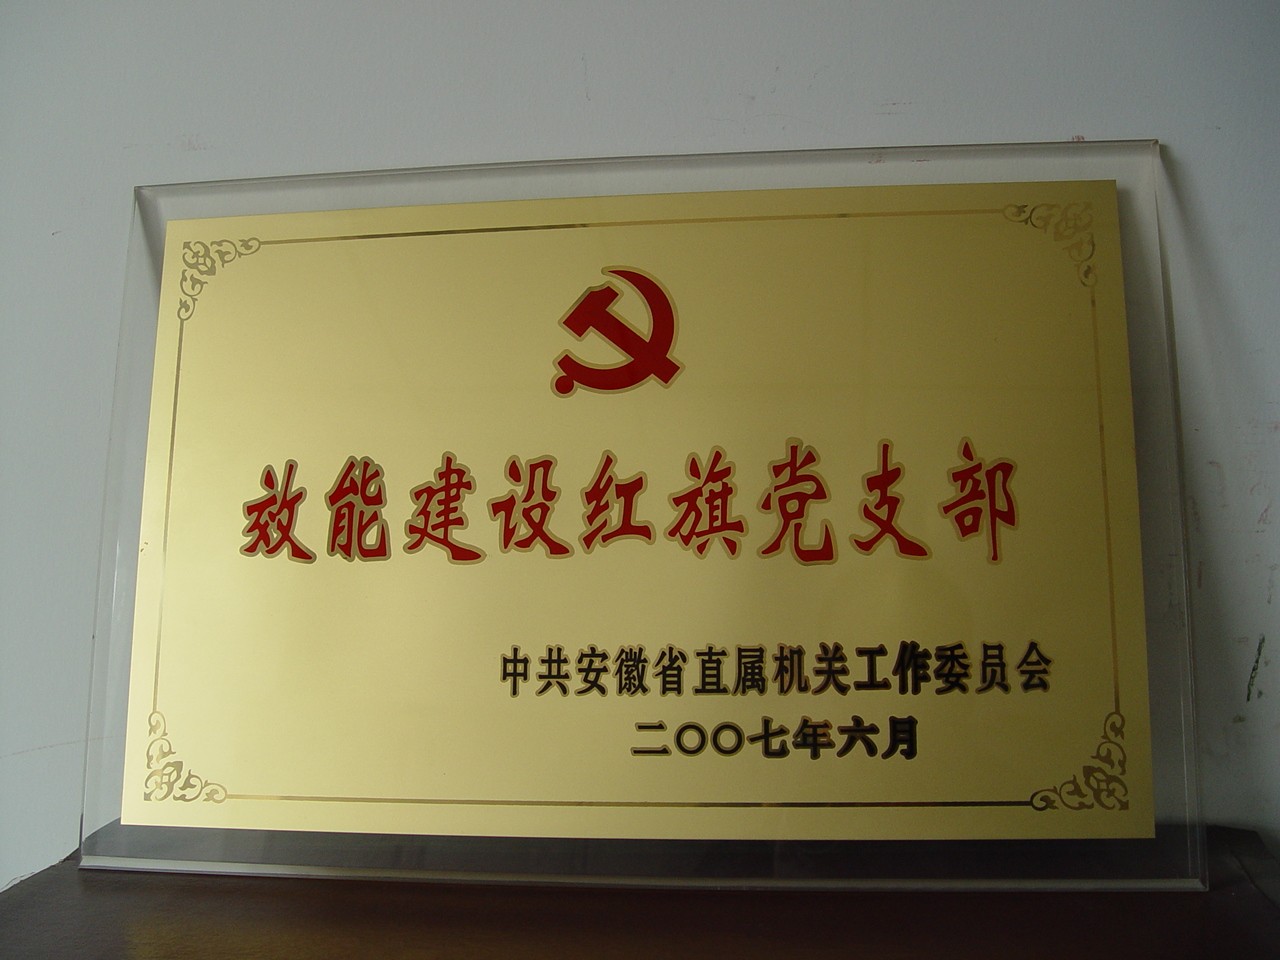 效能建设红旗党支部
中共安徽省直属机关工作委员会
二〇〇七年六月